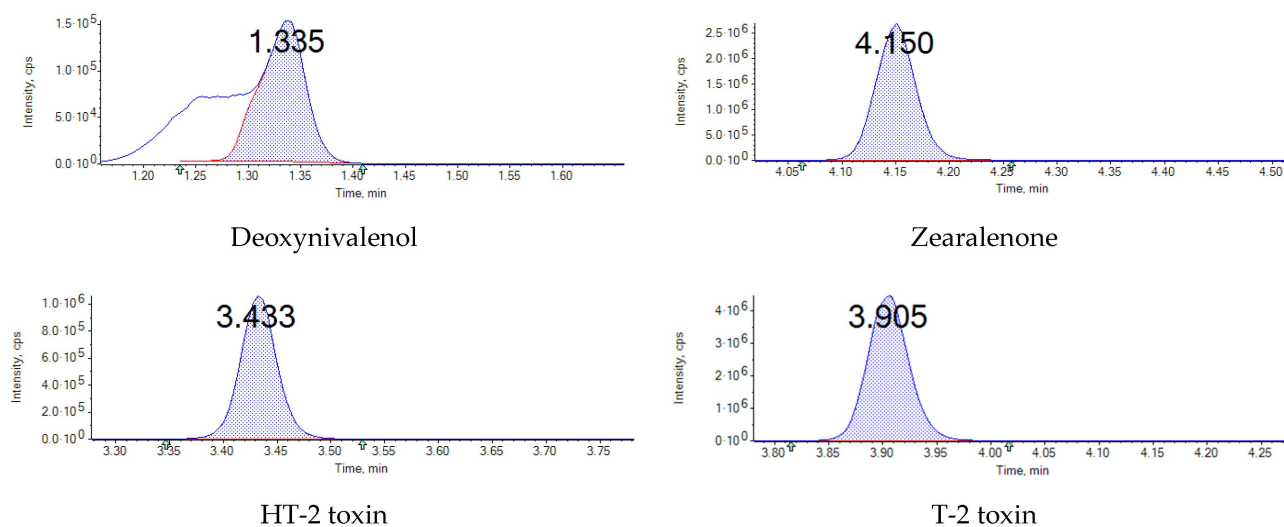 1.5·10⁵
1.0·10⁵
5.0·10⁴
0.0·10⁰
Intensity, cps
1.335
1.20 1.25 1.30 1.35 1.40 1.45 1.50 1.55 1.60
Time, min
Deoxynivalenol
2.5·10⁶
2.0·10⁶
1.5·10⁶
1.0·10⁶
5.0·10⁵
0.0·10⁰
Intensity, cps
4.150
4.05 4.10 4.15 4.20 4.25 4.30 4.35 4.40 4.45 4.50
Time, min
Zearalenone
1.0·10⁶
8.0·10⁵
6.0·10⁵
4.0·10⁵
2.0·10⁵
0.0·10⁰
Intensity, cps
3.433
3.30 3.35 3.40 3.45 3.50 3.55 3.60 3.65 3.70 3.75
Time, min
HT-2 toxin
4·10⁶
3·10⁶
2·10⁶
1·10⁶
0·10⁰
Intensity, cps
3.905
3.80 3.85 3.90 3.95 4.00 4.05 4.10 4.15 4.20 4.25
Time, min
T-2 toxin